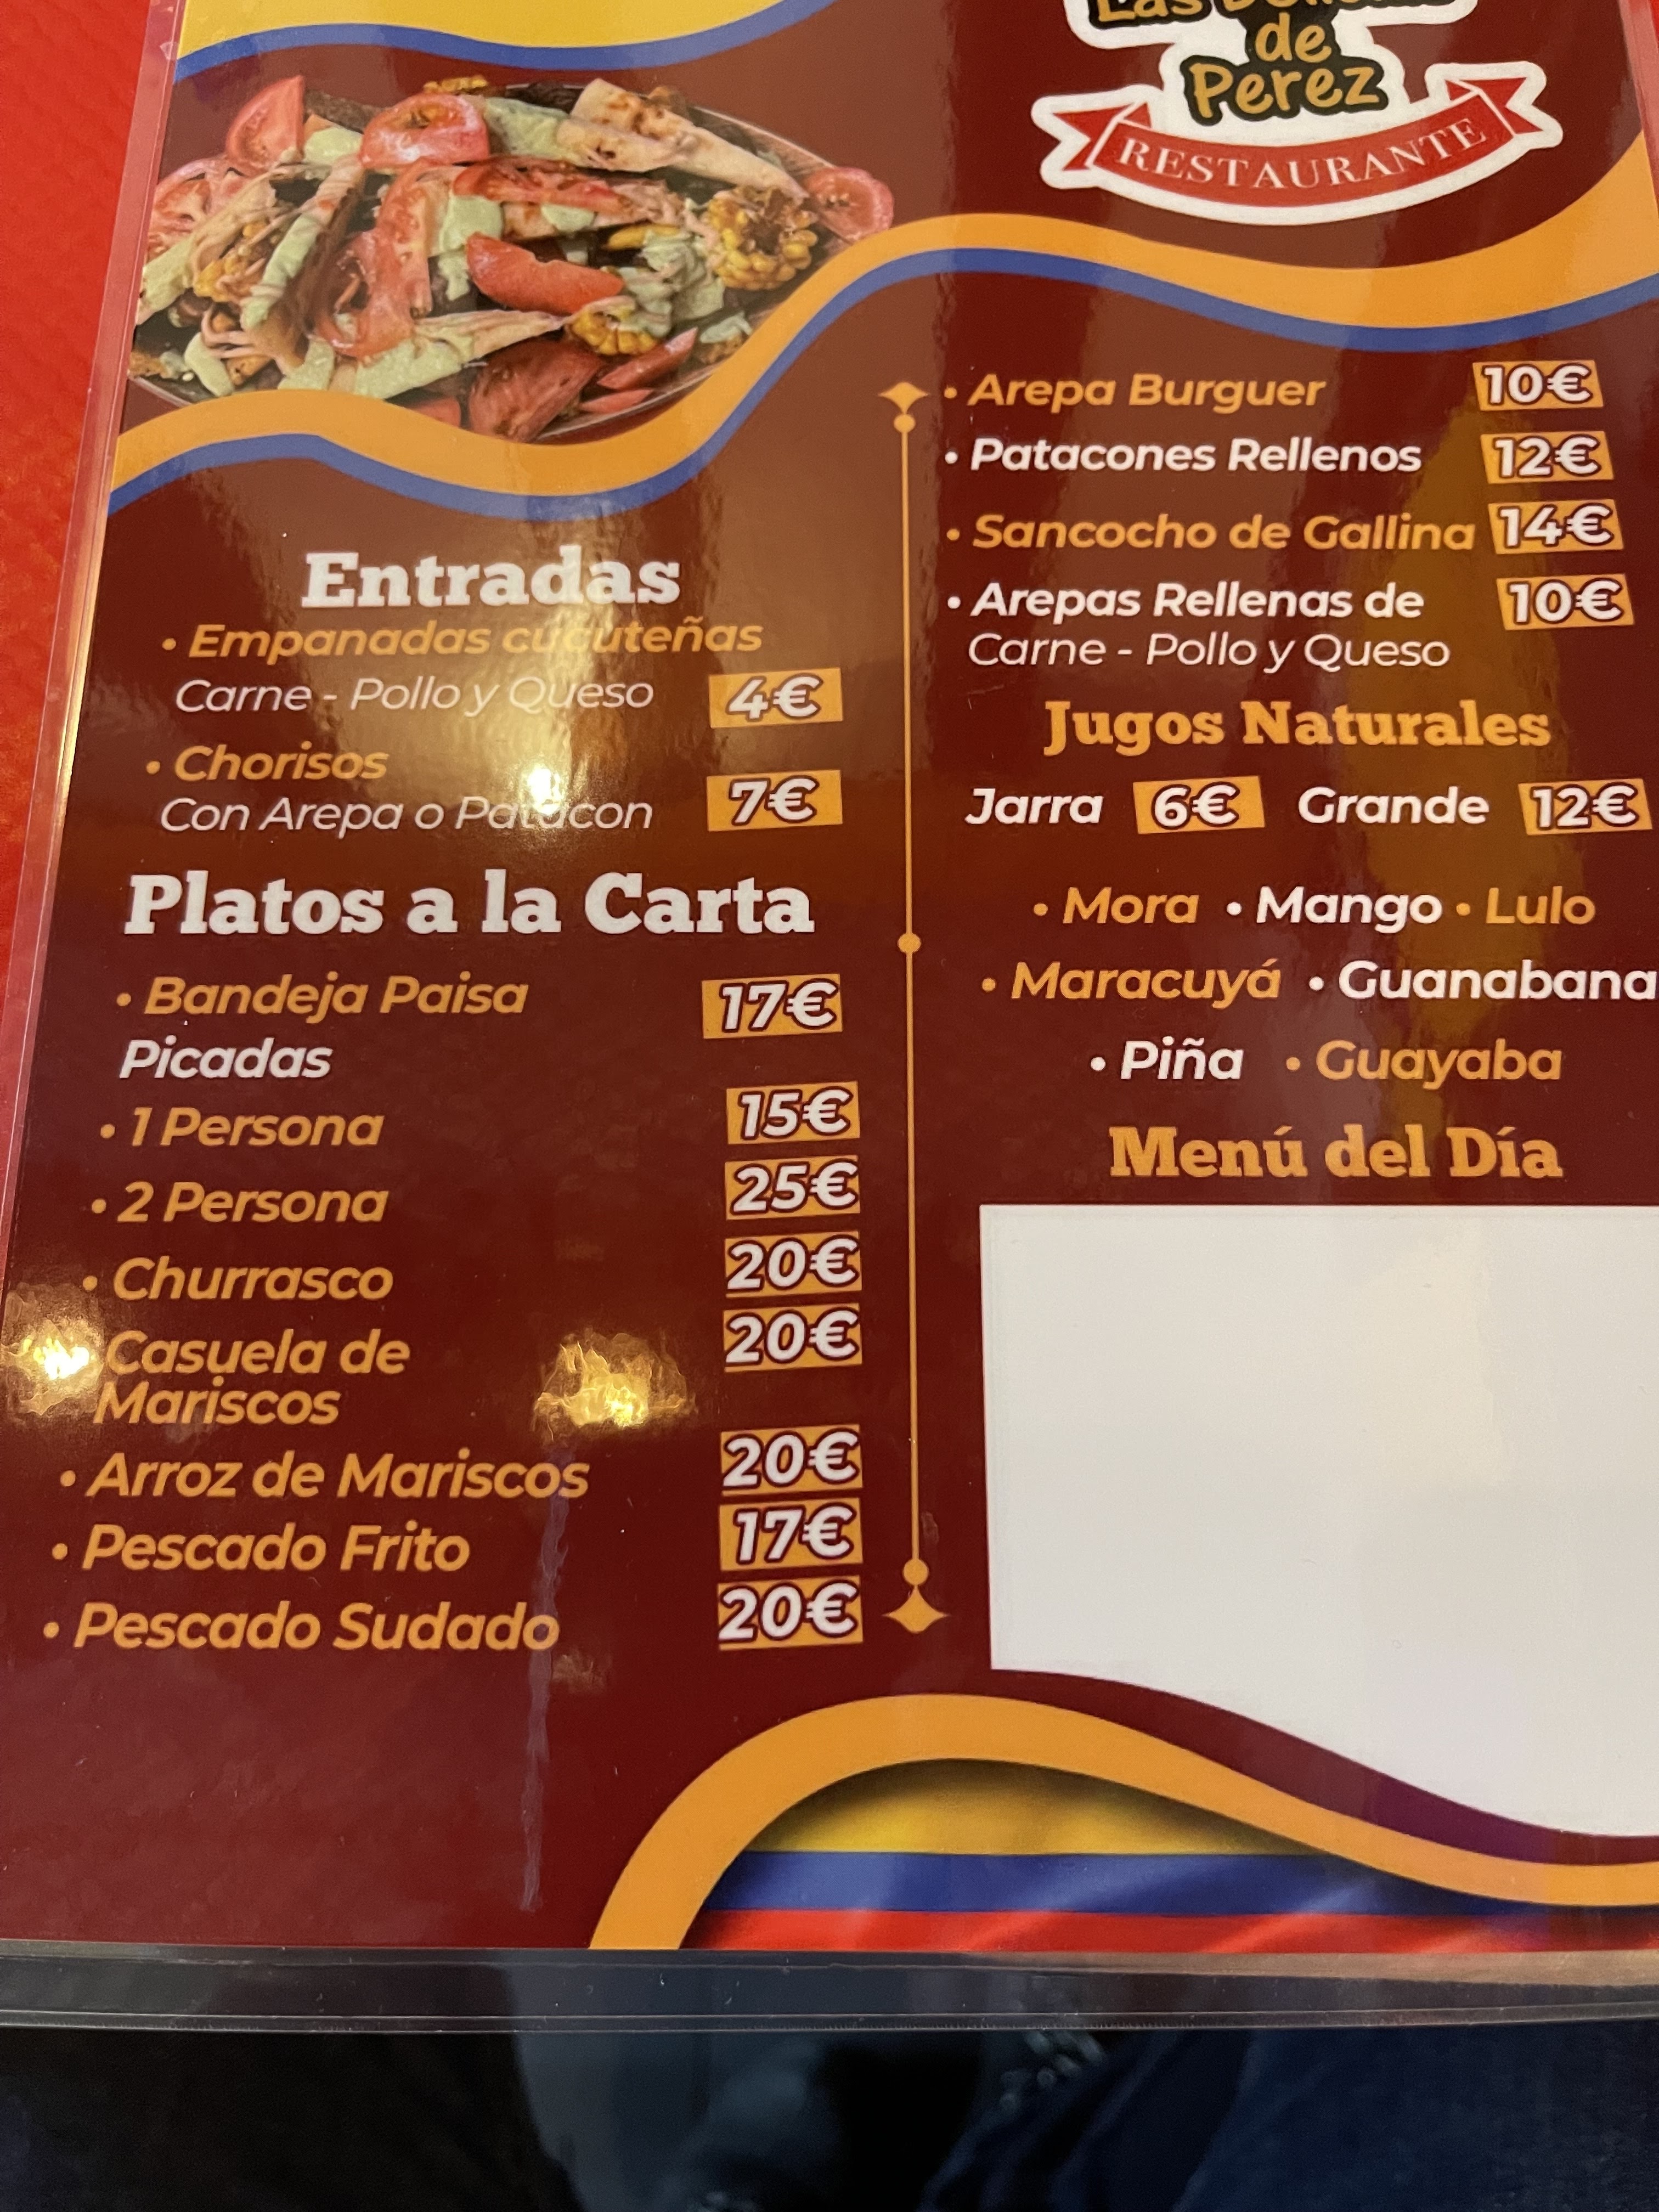 Las
de
Perez
RESTAURANTE
Entradas
• Empanadas cucuteñas
Carne - Pollo y Queso 4€
• Chorisos
Con Arepa o Patacon 7€
Platos a la Carta
• Bandeja Paisa 17€
Picadas
• 1 Persona 15€
• 2 Persona 25€
• Churrasco 20€
Casuela de 20€
Mariscos
• Arroz de Mariscos 20€
• Pescado Frito 17€
• Pescado Sudado 20€
• Arepa Burguer 10€
• Patacones Rellenos 12€
• Sancocho de Gallina 14€
• Arepas Rellenas de 10€
Carne - Pollo y Queso
Jugos Naturales
Jarra 6€ Grande 12€
• Mora • Mango • Lulo
• Maracuyá • Guanabana
• Piña • Guayaba
Menú del Día